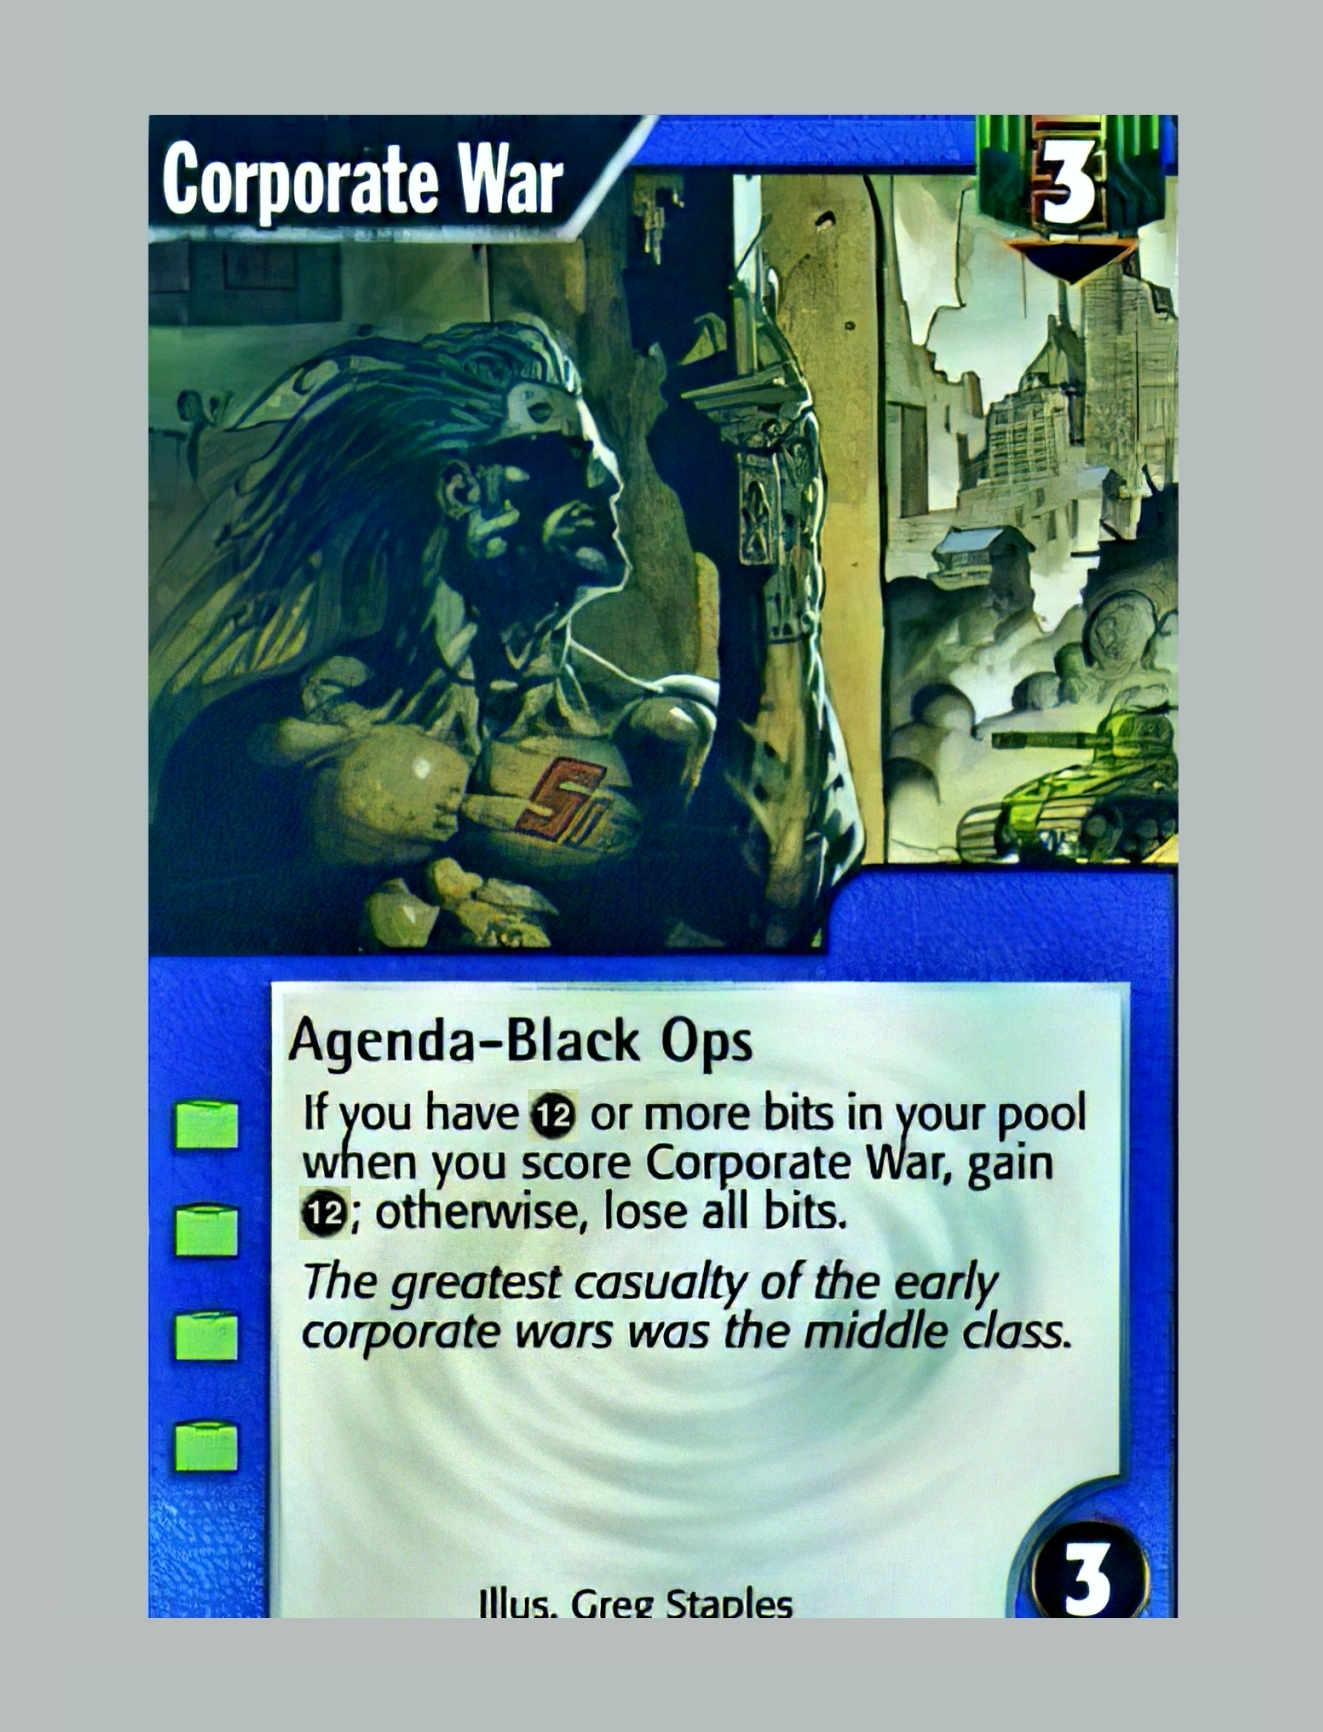 Corporate War
3
Agenda-Black Ops
If you have 12 or more bits in your pool
when you score Corporate War, gain
12; otherwise, lose all bits.
The greatest casualty of the early
corporate wars was the middle class.
3
Illus. Greg Staples